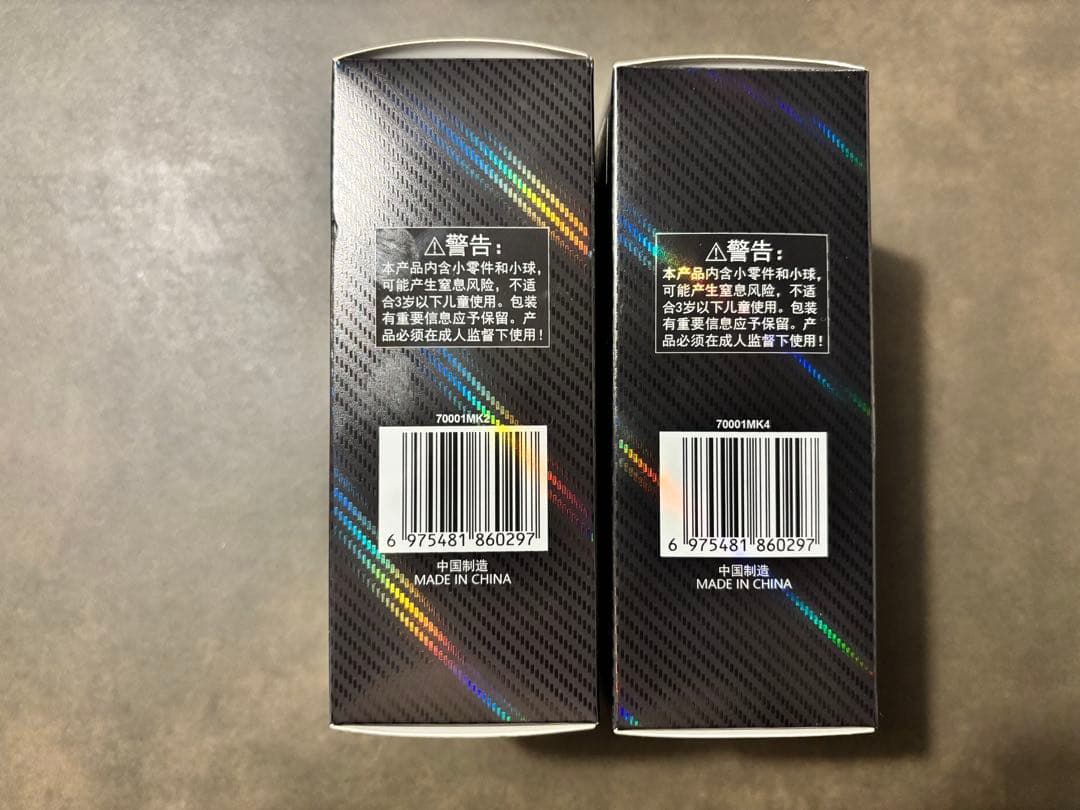 ⚠警告：
本产品内含小零件和小球，
可能产生窒息风险，不适
合3岁以下儿童使用。包装
有重要信息应予保留。产
品必须在成人监督下使用！
70001MK2
6 975481 860297
中国制造
MADE IN CHINA
⚠警告：
本产品内含小零件和小球，
可能产生窒息风险，不适
合3岁以下儿童使用。包装
有重要信息应予保留。产
品必须在成人监督下使用！
70001MK4
6 975481 860297
中国制造
MADE IN CHINA